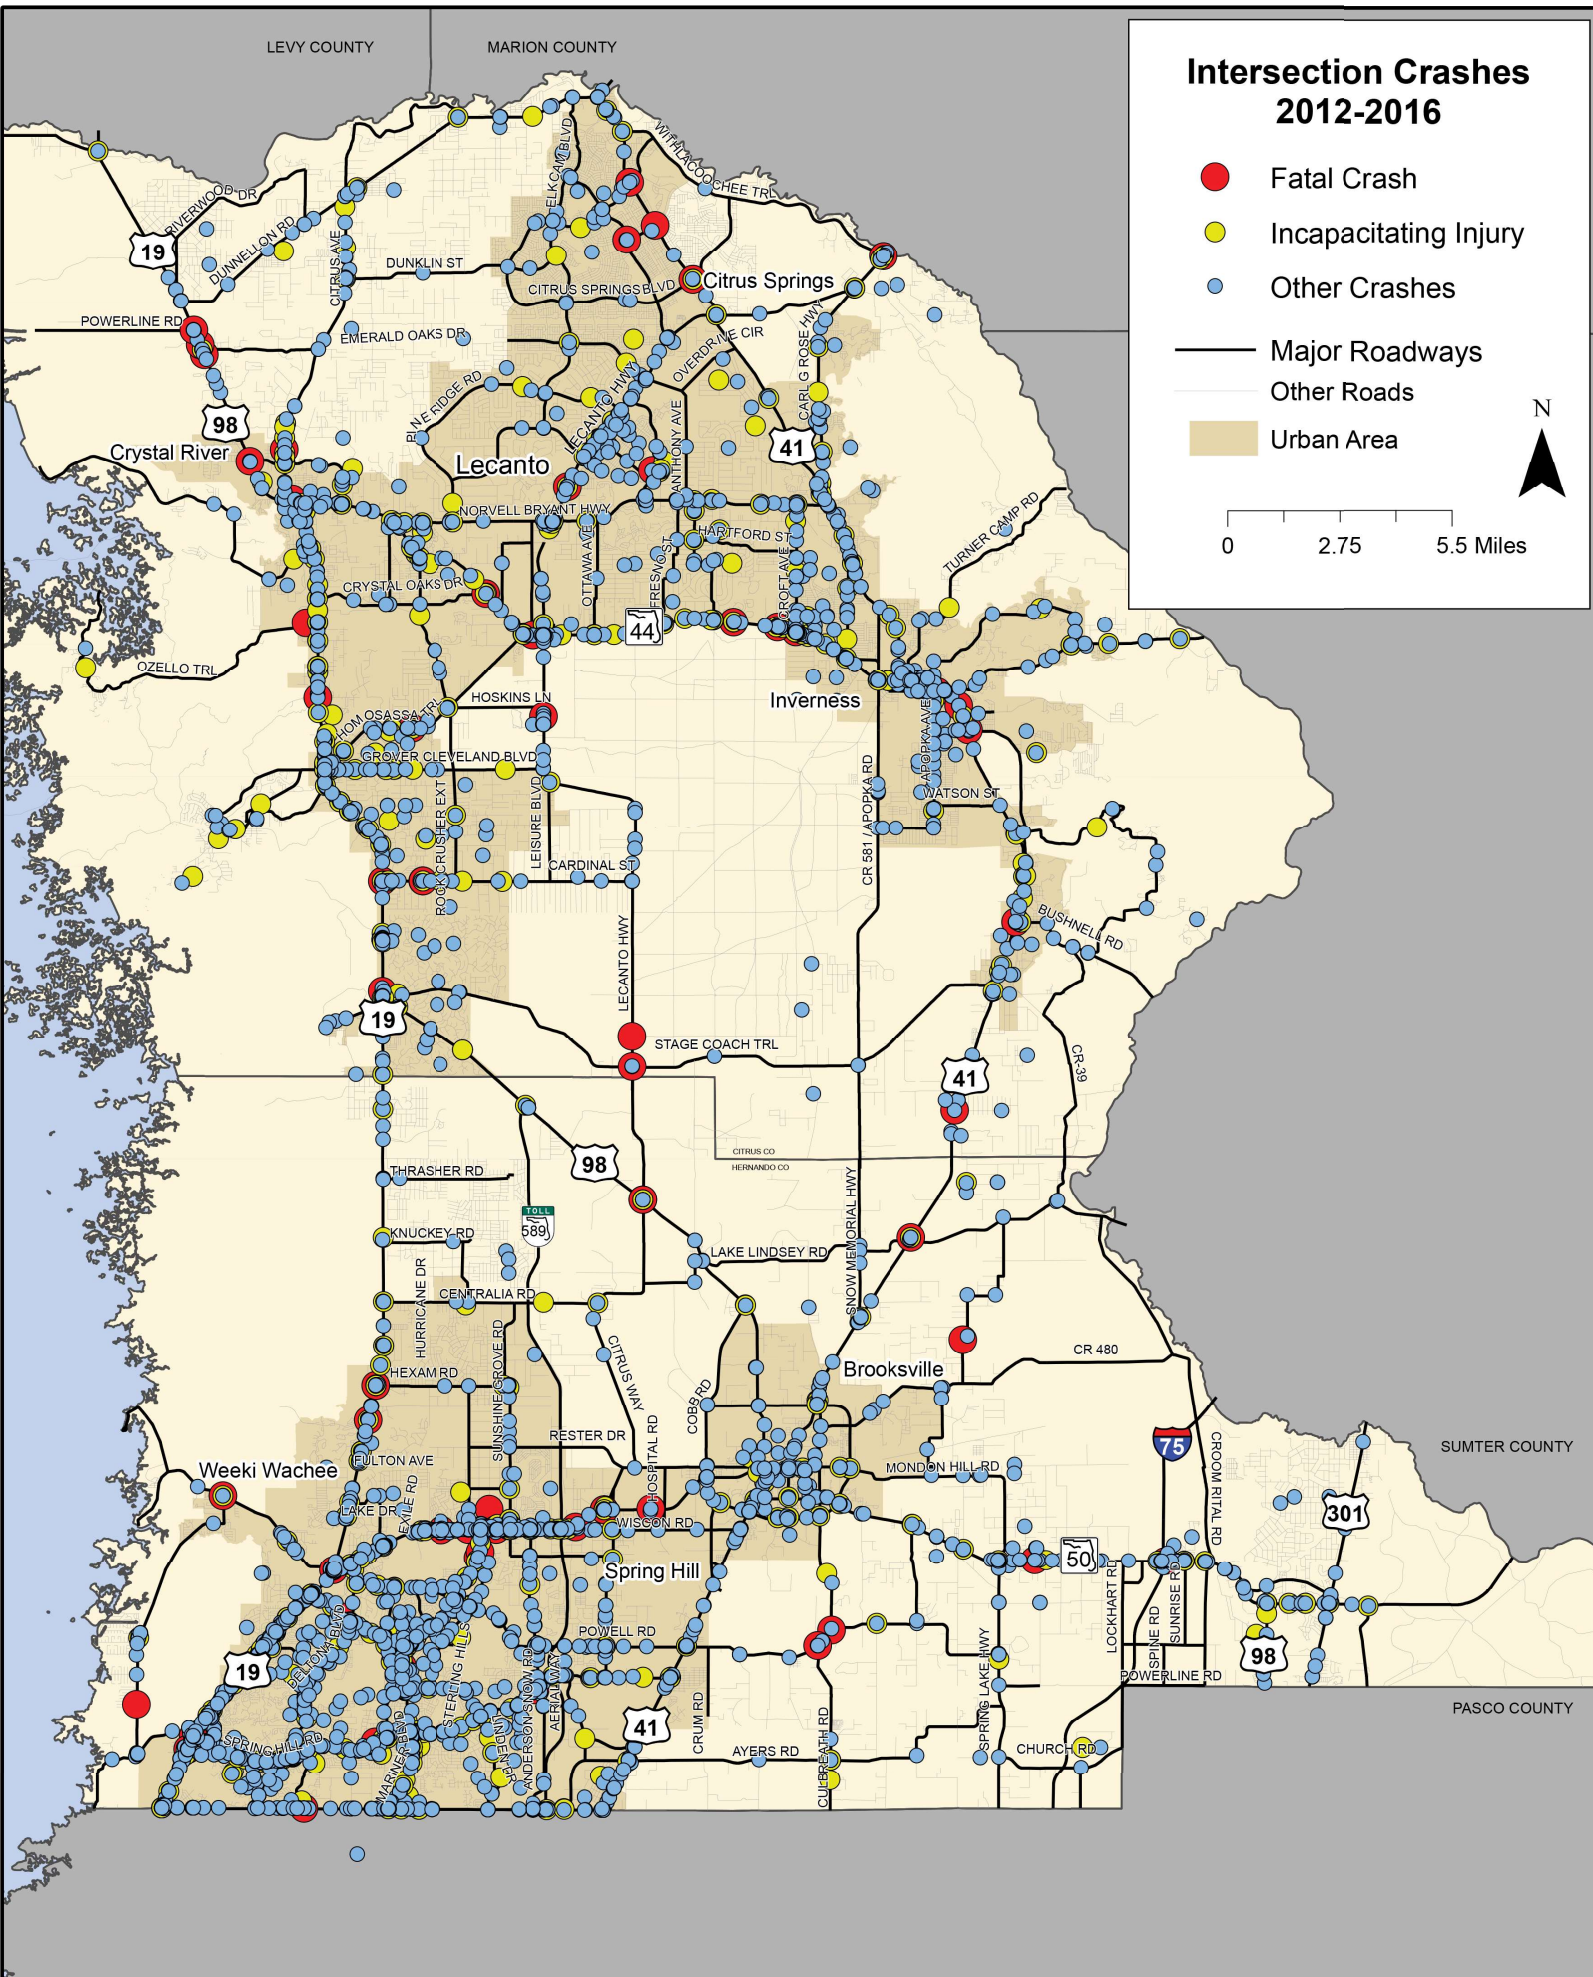 LEVY COUNTY
MARION COUNTY
Intersection Crashes
2012-2016
Fatal Crash
Incapacitating Injury
Other Crashes
Major Roadways
Other Roads
Urban Area
N
0 2.75 5.5 Miles
WITHLACOOCHEE TRL
ELKCAM BLVD
RIVERWOOD DR
19
DUNNELLON RD
CITRUS AVE
DUNKLIN ST
CITRUS SPRINGS BLVD
Citrus Springs
POWERLINE RD
EMERALD OAKS DR
OVERDRIVE CIR
CARL G ROSE HWY
PINE RIDGE RD
LECANTO HWY
98
ANTHONY AVE
41
Crystal River
Lecanto
NORVELL BRYANT HWY
HARTFORD ST
TURNER CAMP RD
OTTAWA AVE
FRESNO ST
CROFT AVE
CRYSTAL OAKS DR
44
OZELLO TRL
HOSKINS LN
Inverness
HOMOSASSA TRL
GROVER CLEVELAND BLVD
APOPKA AVE
WATSON ST
ROCK CRUSHER EXT
LEISURE BLVD
CR 581 / APOPKA RD
CARDINAL ST
BUSHNELL RD
LECANTO HWY
19
STAGE COACH TRL
CR-39
41
CITRUS CO
HERNANDO CO
98
THRASHER RD
TOLL
589
SNOW MEMORIAL HWY
KNUCKEY RD
LAKE LINDSEY RD
HURRICANE DR
CENTRALIA RD
SUNSHINE GROVE RD
CITRUS WAY
CR 480
Brooksville
HEXAM RD
COBB RD
HOSPITAL RD
RESTER DR
75
CROOM RITAL RD
SUMTER COUNTY
FULTON AVE
MONDON HILL RD
Weeki Wachee
EXILE RD
LAKE DR
WISCON RD
301
Spring Hill
50
LOCKHART RD
SPINE RD
SUNRISE RD
DELTONA BLVD
POWELL RD
STERLING HILLS
ANDERSON SNOW RD
AERIAL WAY
SPRING LAKE HWY
98
POWERLINE RD
19
PASCO COUNTY
41
CRUM RD
CULBREATH RD
SPRING HILL RD
MARINER BLVD
LINDEN DR
AYERS RD
CHURCH RD